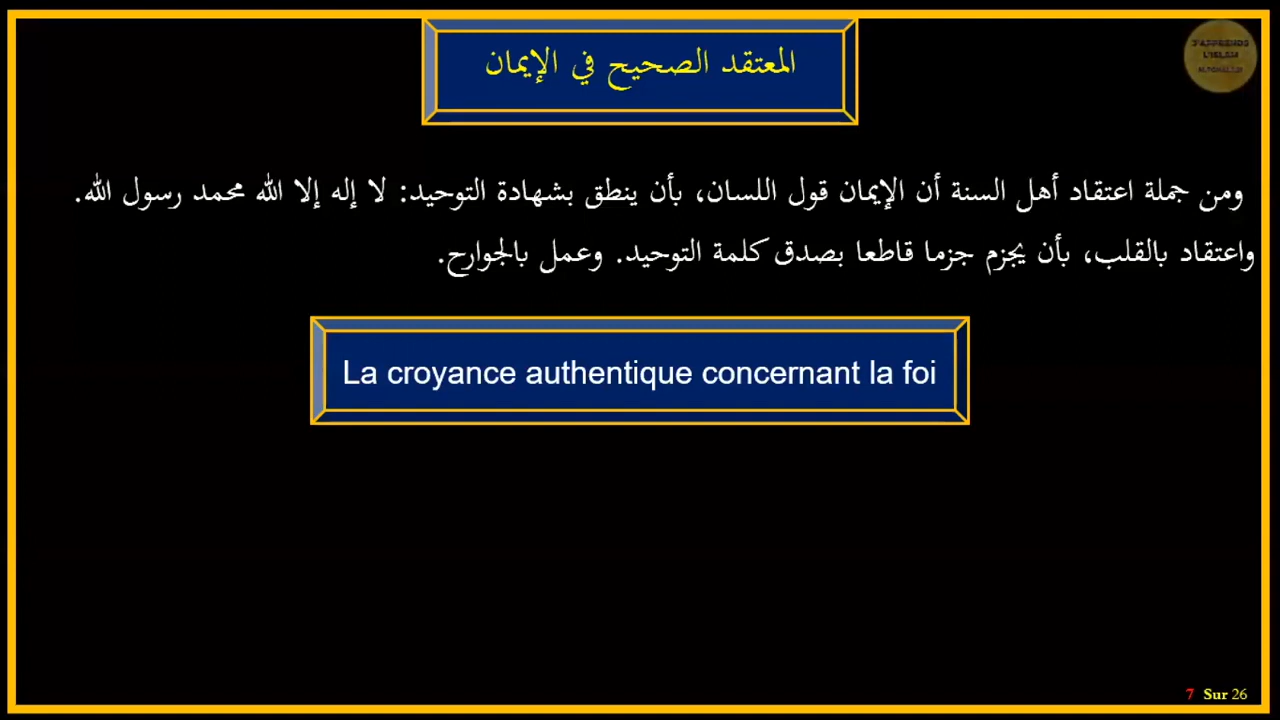 المعتقد الصحيح في الإيمان
J'APPRENDS
L'ISLEM
ومن جملة اعتقاد أهل السنة أن الإيمان قول اللسان، بأن ينطق بشهادة التوحيد: لا إله إلا الله محمد رسول الله.
واعتقاد بالقلب، بأن يجزم جزما قاطعا بصدق كلمة التوحيد. وعمل بالجوارح.
La croyance authentique concernant la foi
7 Sur 26